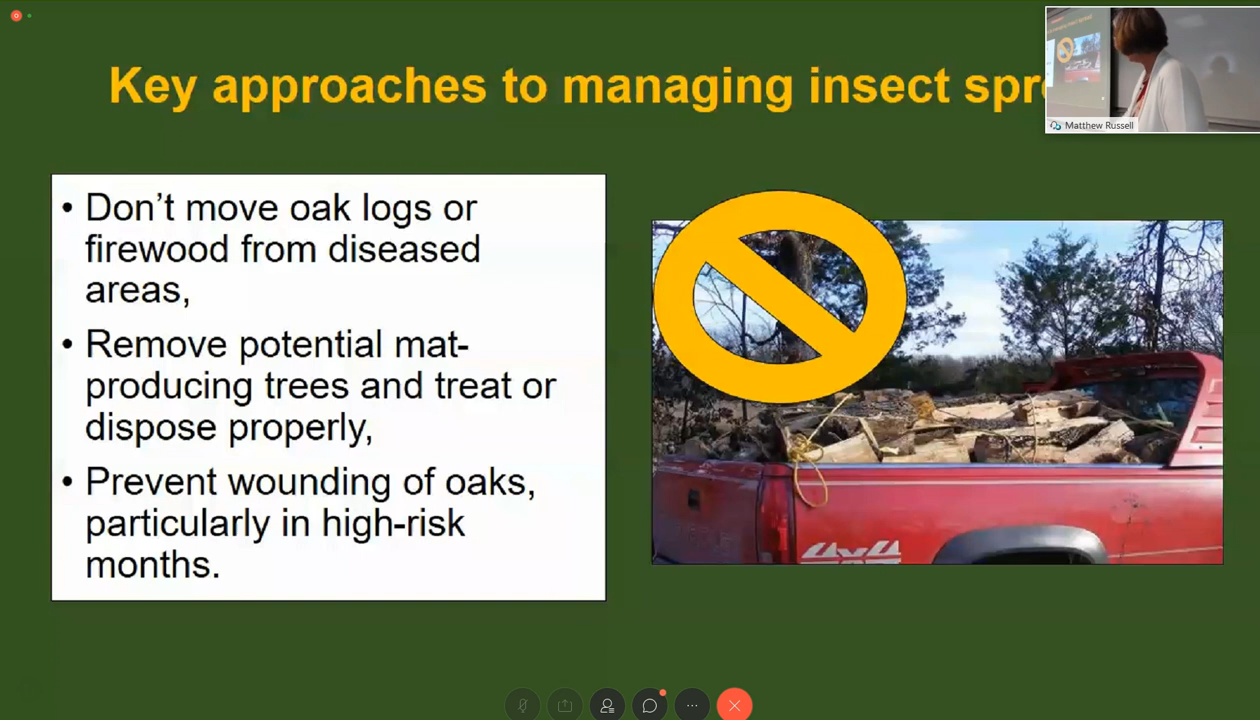 Key approaches to managing insect spr
Matthew Russell
• Don't move oak logs or
firewood from diseased
areas,
• Remove potential mat-
producing trees and treat or
dispose properly,
• Prevent wounding of oaks,
particularly in high-risk
months.
4x4